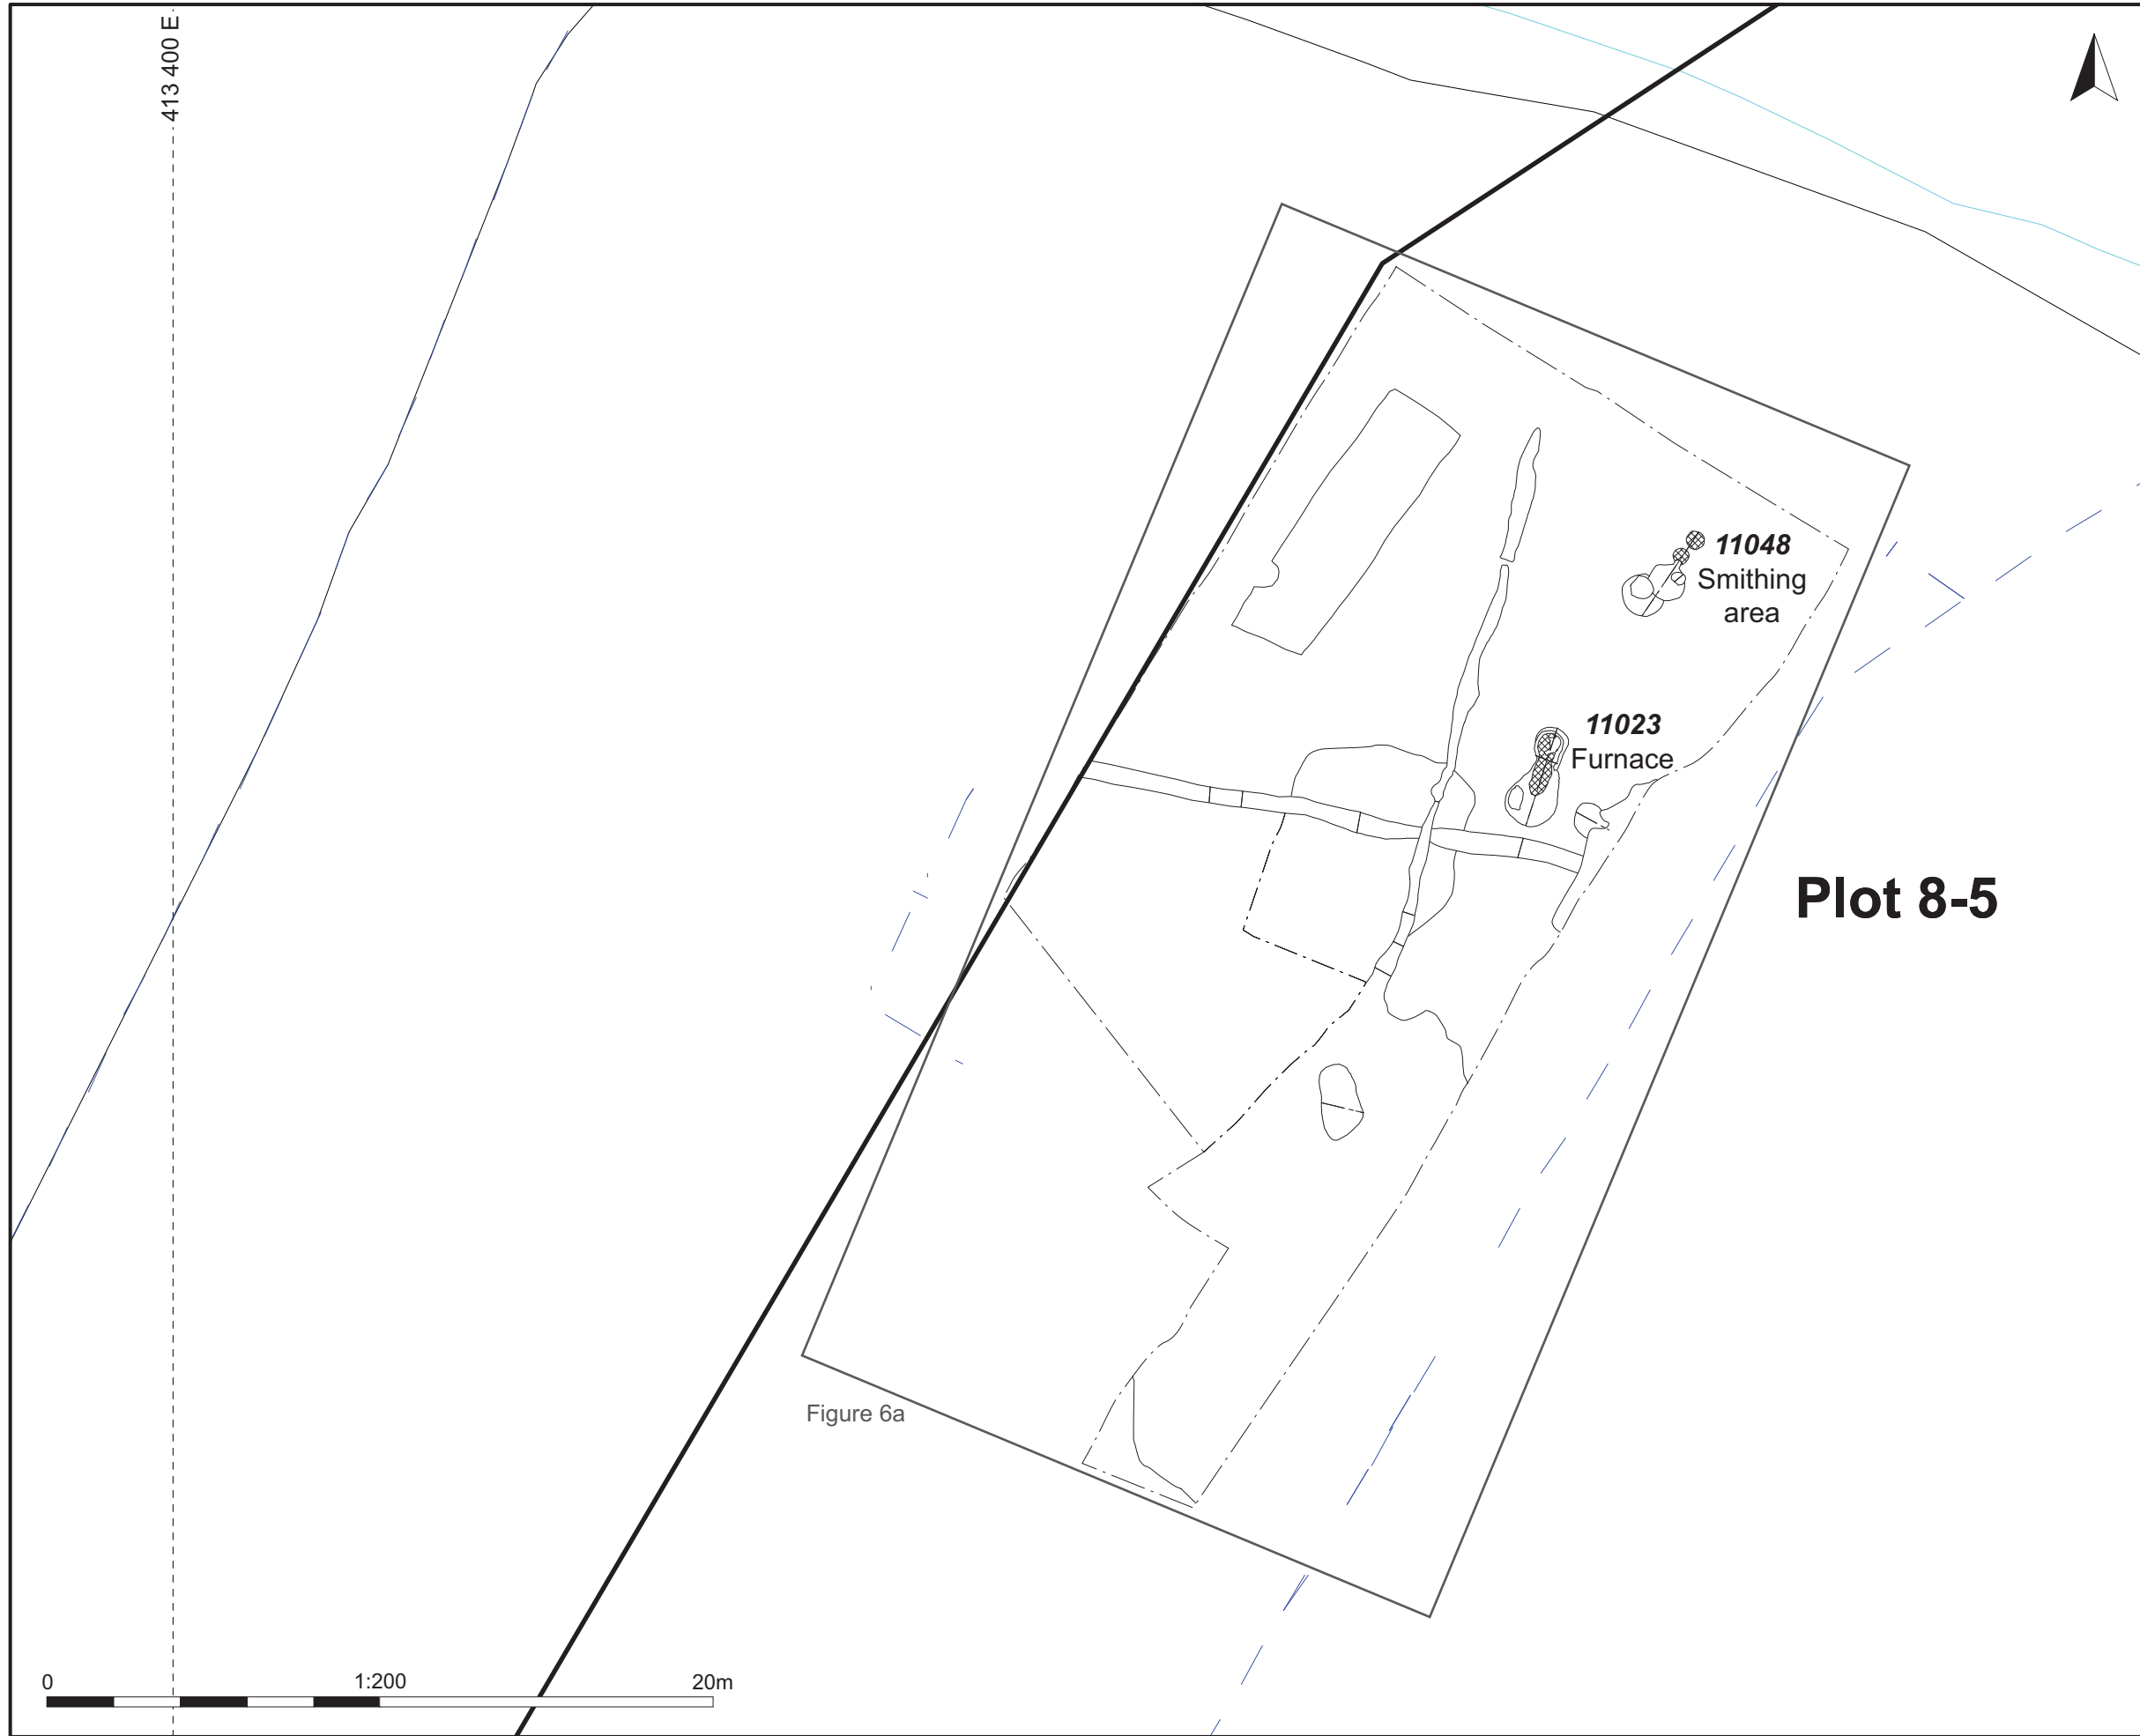 413 400 E
11048
Smithing
area
11023
Furnace
Plot 8-5
Figure 6a
0 1:200 20m